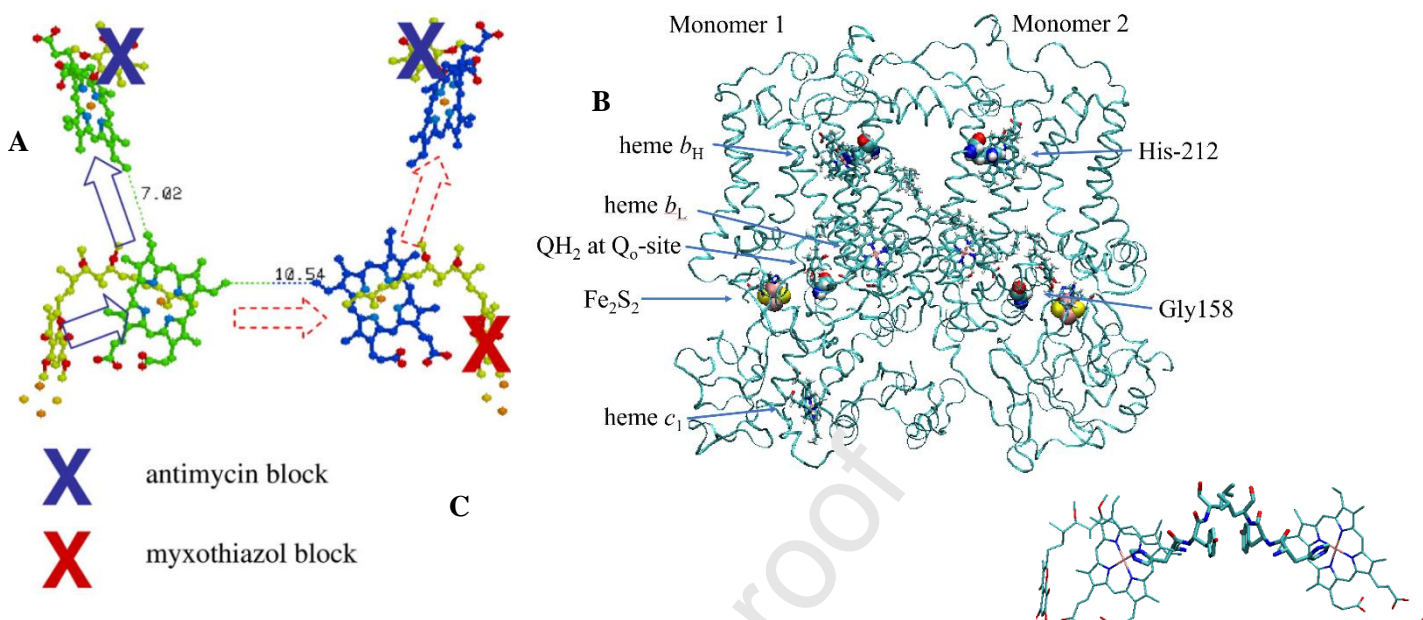 A
X
X
7.02
10.54
X
X
antimycin block
X
myxothiazol block
B
Monomer 1
Monomer 2
heme bH
His-212
heme bL
QH2 at Qo-site
Fe2S2
Gly158
heme c1
C
roof